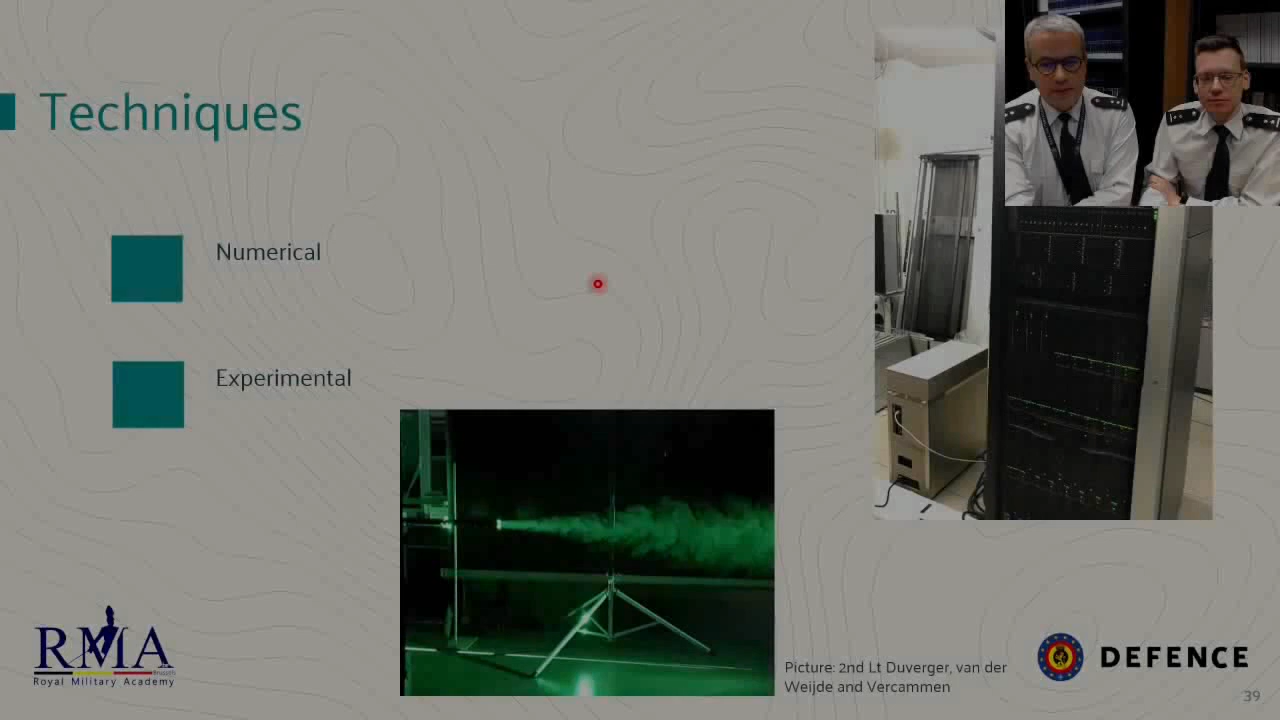 Techniques
Numerical
Experimental
RMA
Royal Military Academy
Picture: 2nd Lt Duverger, van der
Weijde and Vercammen
DEFENCE
39